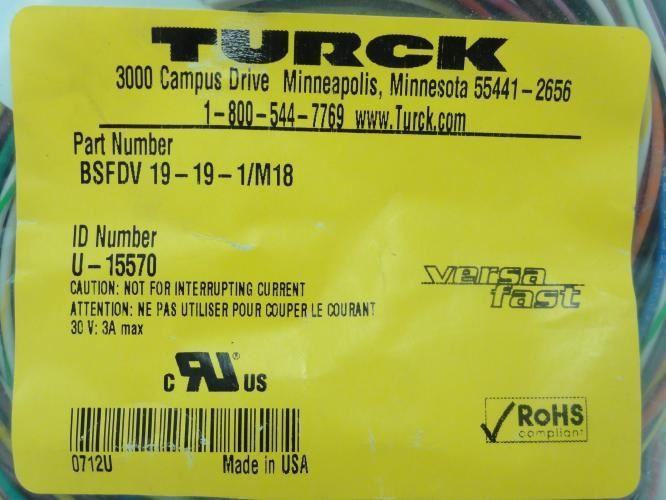 TURCK
3000 Campus Drive Minneapolis, Minnesota 55441-2656
1-800-544-7769 www.Turck.com
Part Number
BSFDV 19-19-1/M18
ID Number
U-15570
CAUTION: NOT FOR INTERRUPTING CURRENT
ATTENTION: NE PAS UTILISER POUR COUPER LE COURANT
30 V: 3A max
versa
fast
c RU US
RoHS
compliant
0712U Made in USA